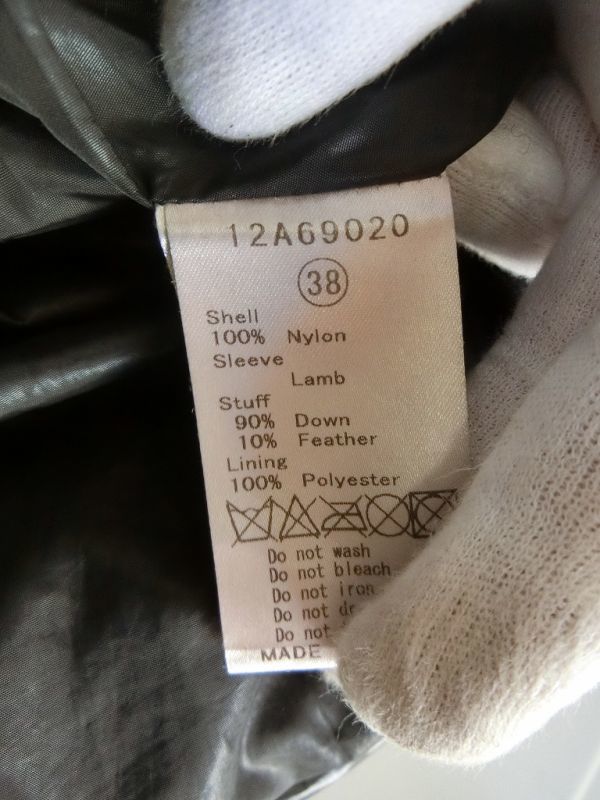 12A69020
38
Shell
100% Nylon
Sleeve
Lamb
Stuff
90% Down
10% Feather
Lining
100% Polyester
Do not wash
Do not bleach
Do not iron
Do not
Do not
MADE